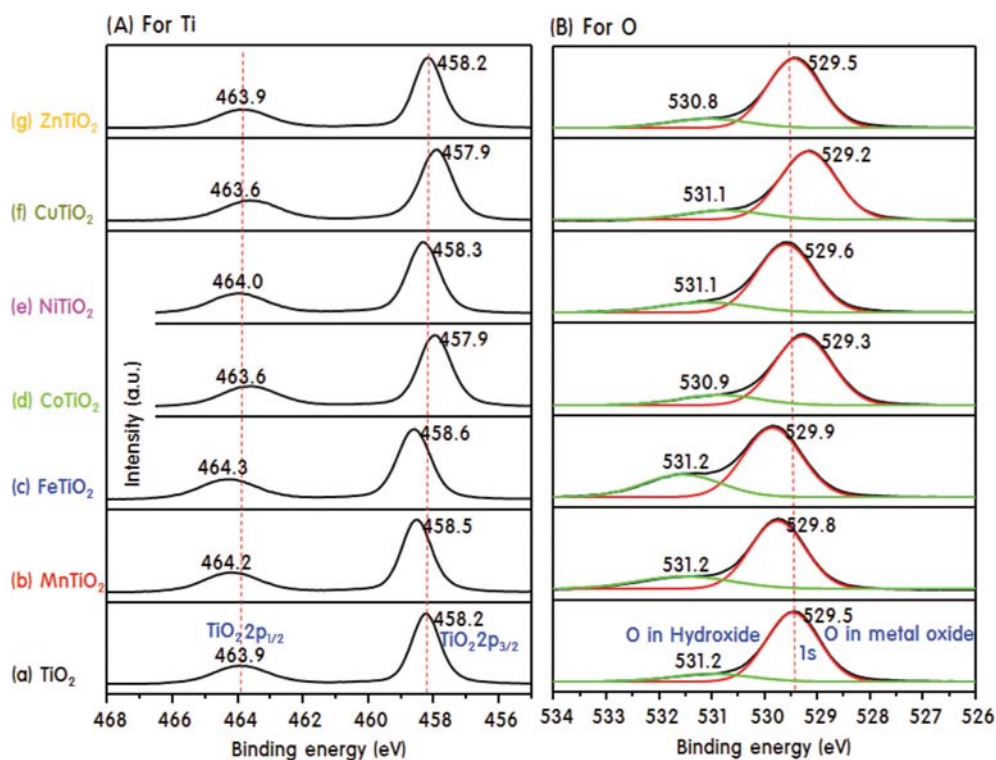 (A) For Ti
(B) For O
(g) ZnTiO2
463.9
458.2
530.8
529.5
(f) CuTiO2
463.6
457.9
531.1
529.2
(e) NiTiO2
464.0
458.3
531.1
529.6
(d) CoTiO2
463.6
457.9
530.9
529.3
Intensity (a.u.)
(c) FeTiO2
464.3
458.6
531.2
529.9
(b) MnTiO2
464.2
458.5
531.2
529.8
(a) TiO2
TiO2 2p1/2
463.9
458.2
TiO2 2p3/2
O in Hydroxide
531.2
529.5
1s
O in metal oxide
468 466 464 462 460 458 456
534 533 532 531 530 529 528 527 526
Binding energy (eV)
Binding energy (eV)